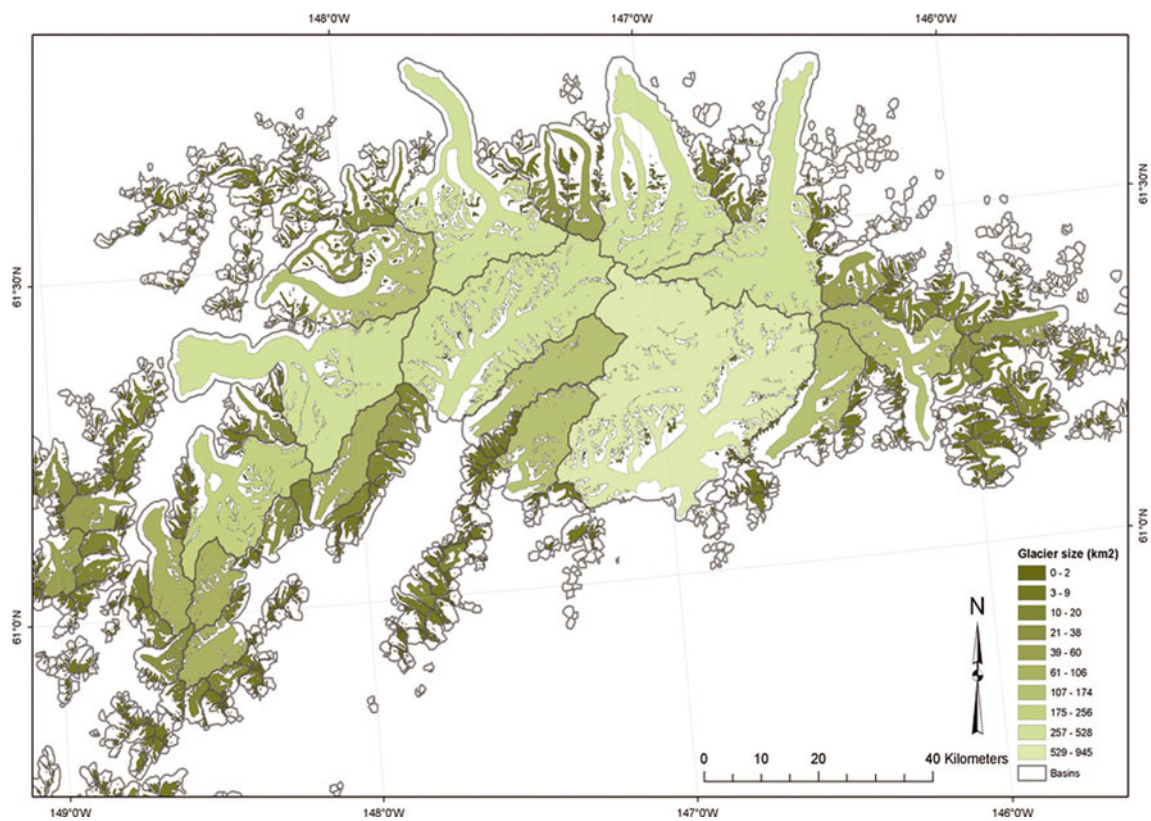 148°0'W 147°0'W 146°0'W
61°30'N
61°30'N
61°0'N
61°0'N
Glacier size (km2)
0 - 2
3 - 9
10 - 20
21 - 38
39 - 60
61 - 106
107 - 174
175 - 256
257 - 528
529 - 945
Basins
N
0 10 20 40 Kilometers
149°0'W 148°0'W 147°0'W 146°0'W